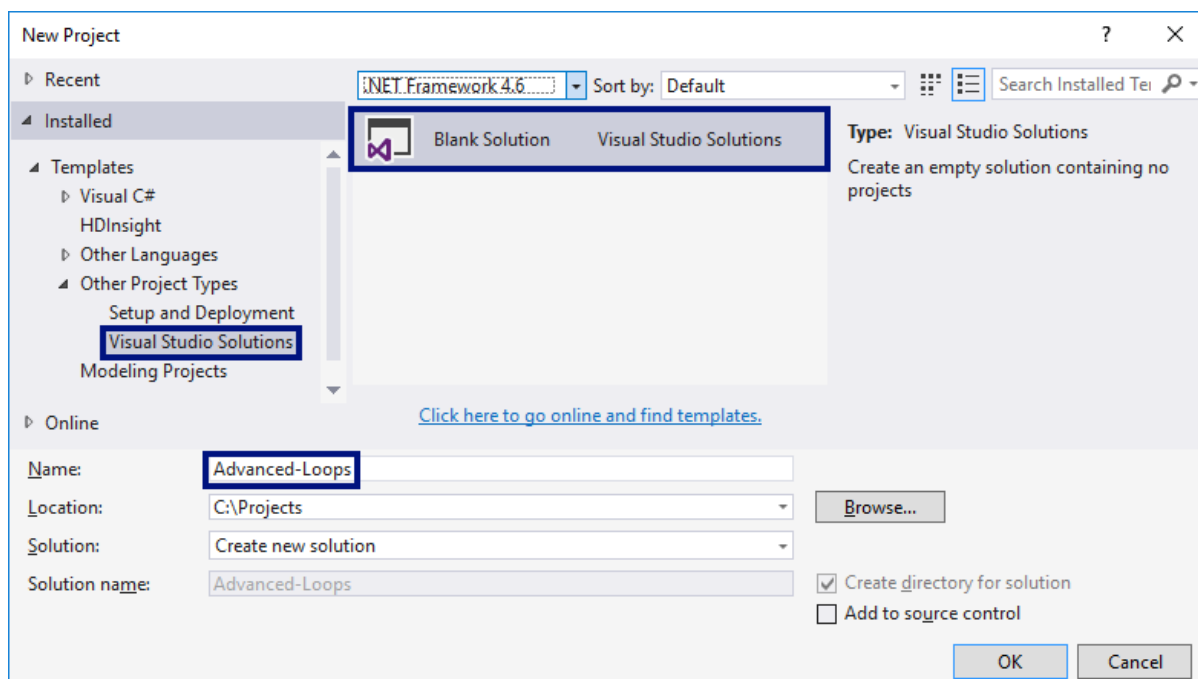 New Project ?
Recent
Installed
Templates
Visual C#
HDInsight
Other Languages
Other Project Types
Setup and Deployment
Visual Studio Solutions
Modeling Projects
Online
.NET Framework 4.6 Sort by: Default Search Installed Te
Blank Solution Visual Studio Solutions
Click here to go online and find templates.
Type: Visual Studio Solutions
Create an empty solution containing no
projects
Name: Advanced-Loops
Location: C:\Projects Browse...
Solution: Create new solution
Solution name: Advanced-Loops Create directory for solution
Add to source control
OK Cancel